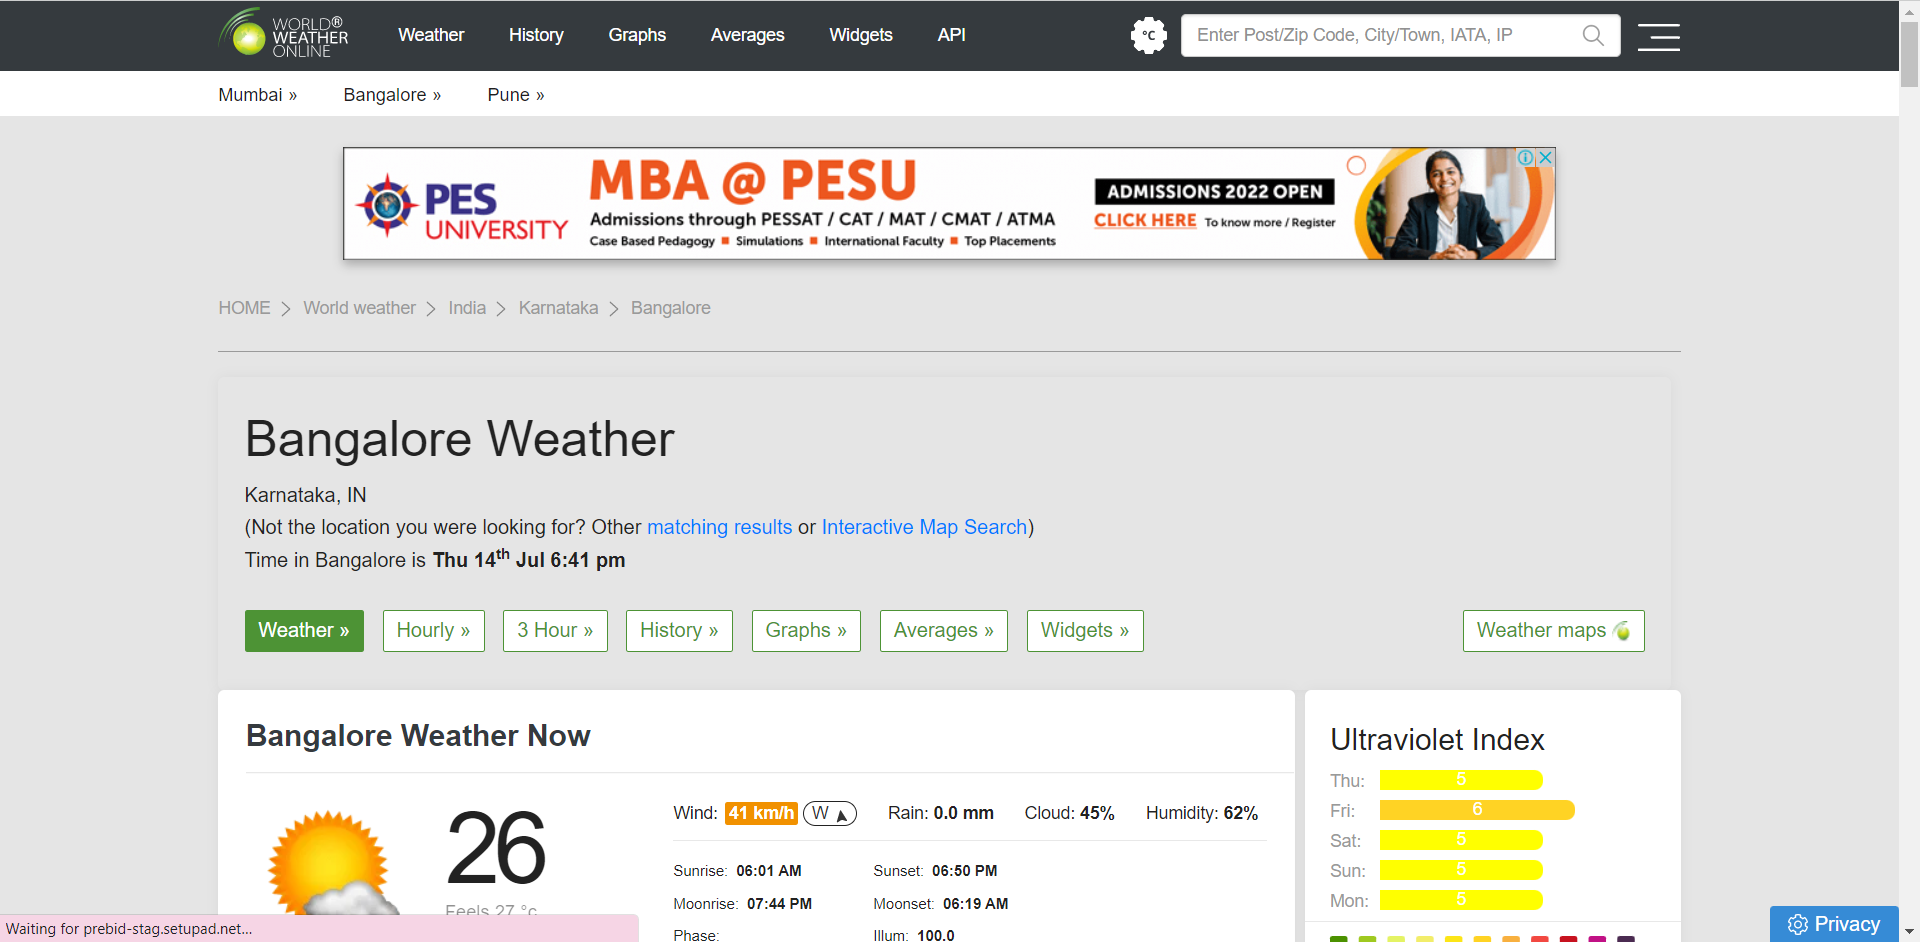 WORLD®
WEATHER
ONLINE
Weather History Graphs Averages Widgets API
°C
Enter Post/Zip Code, City/Town, IATA, IP
Mumbai » Bangalore » Pune »
PES
UNIVERSITY
MBA @ PESU
Admissions through PESSAT / CAT / MAT / CMAT / ATMA
Case Based Pedagogy ■ Simulations ■ International Faculty ■ Top Placements
ADMISSIONS 2022 OPEN
CLICK HERE To know more / Register
HOME > World weather > India > Karnataka > Bangalore
Bangalore Weather
Karnataka, IN
(Not the location you were looking for? Other matching results or Interactive Map Search)
Time in Bangalore is Thu 14th Jul 6:41 pm
Weather » Hourly » 3 Hour » History » Graphs » Averages » Widgets » Weather maps
Bangalore Weather Now
26
Feels 27 °c
Wind: 41 km/h W Rain: 0.0 mm Cloud: 45% Humidity: 62%
Sunrise: 06:01 AM Sunset: 06:50 PM
Moonrise: 07:44 PM Moonset: 06:19 AM
Phase: Illum: 100.0
Ultraviolet Index
Thu: 5
Fri: 6
Sat: 5
Sun: 5
Mon: 5
Waiting for prebid-stag.setupad.net...
Privacy